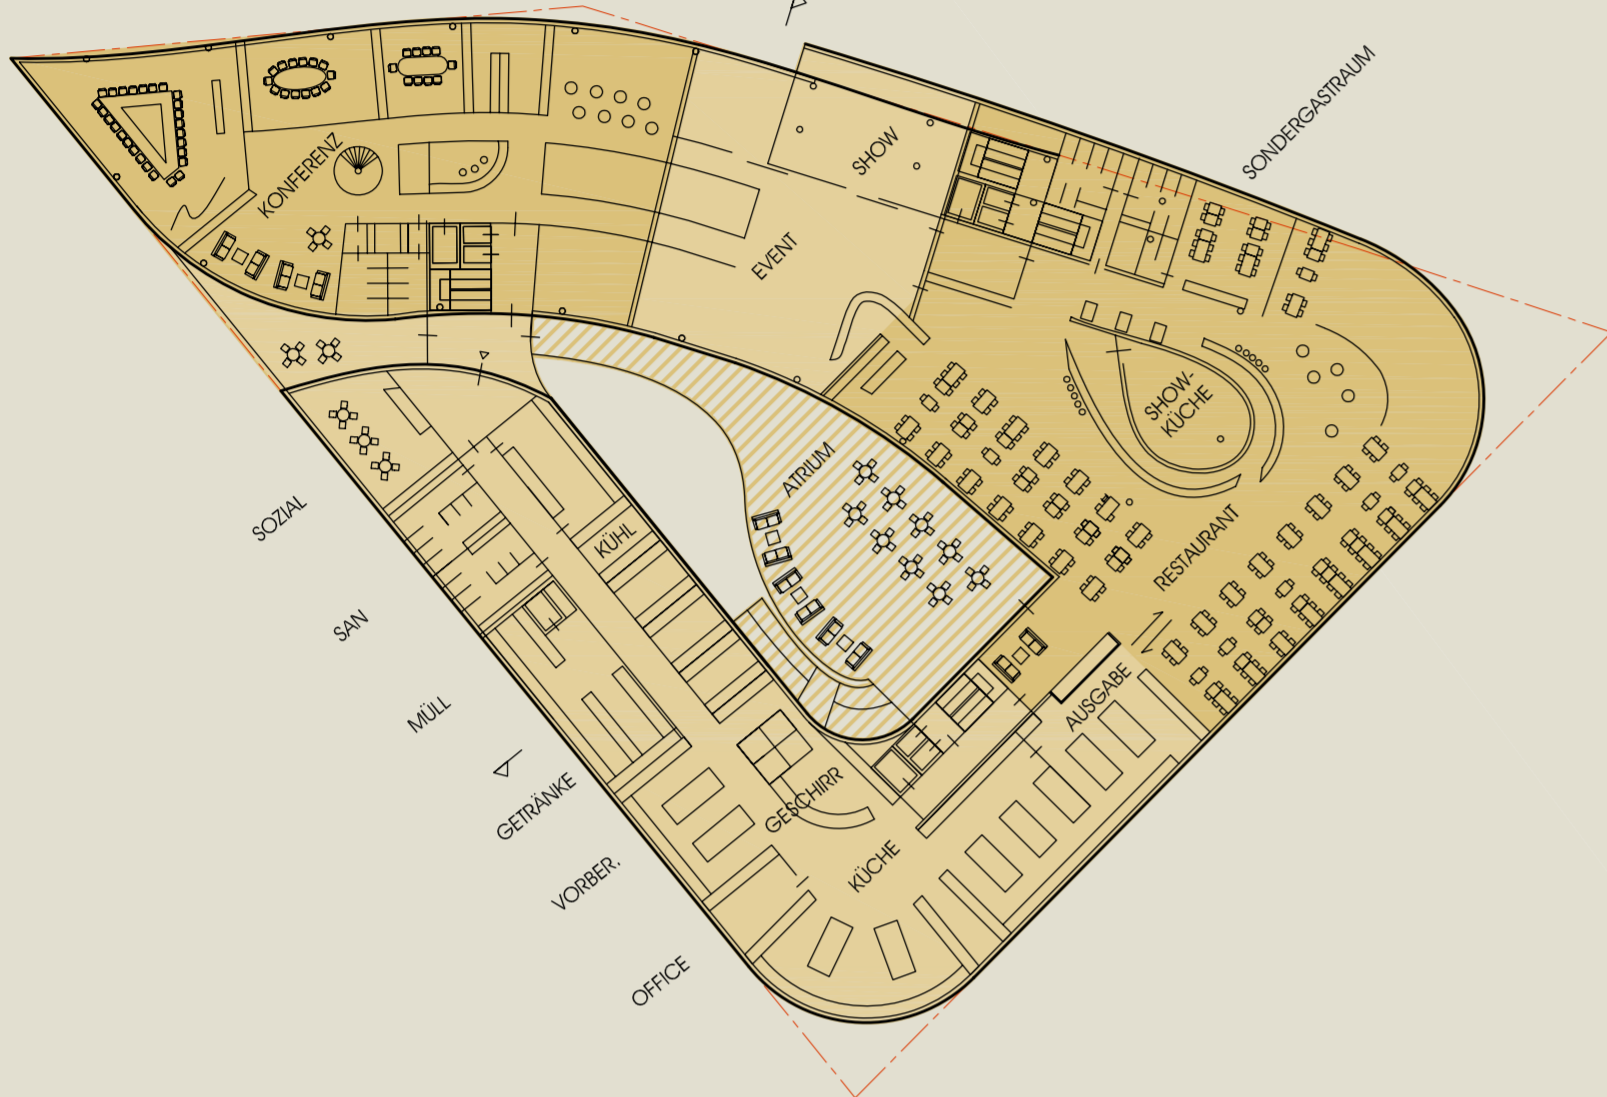 SONDERGASTRAUM
SHOW
KONFERENZ
EVENT
SHOW-
KÜCHE
ATRIUM
SOZIAL
KÜHL
RESTAURANT
SAN
MÜLL
AUSGABE
GETRÄNKE
GESCHIRR
VORBER.
KÜCHE
OFFICE